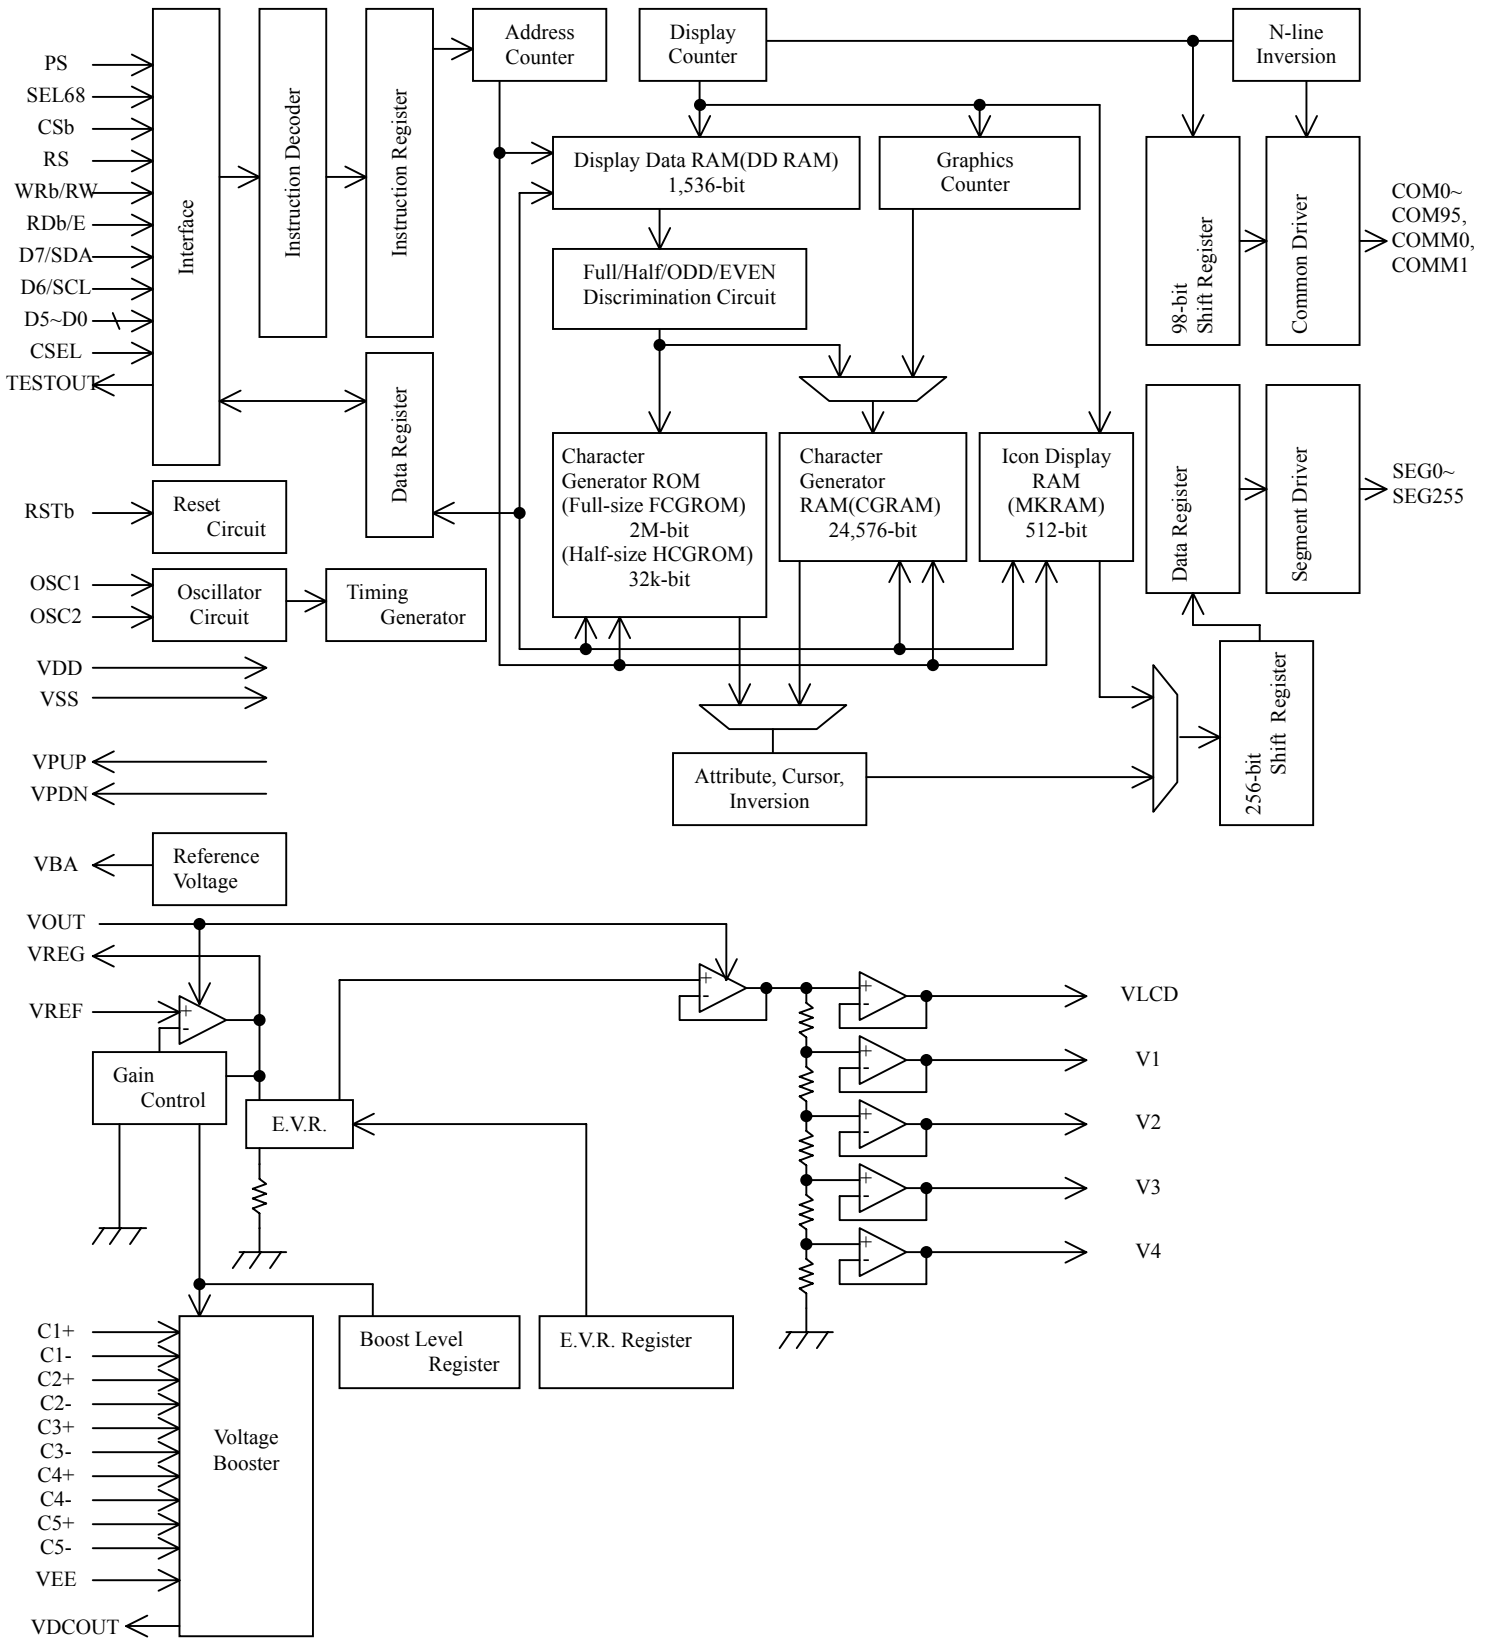 PS
SEL68
CSb
RS
WRb/RW
RDb/E
D7/SDA
D6/SCL
D5~D0
CSEL
TESTOUT
Interface
Instruction Decoder
Instruction Register
Data Register
Address
Counter
Display
Counter
N-line
Inversion
Display Data RAM(DD RAM)
1,536-bit
Graphics
Counter
Full/Half/ODD/EVEN
Discrimination Circuit
98-bit
Shift Register
Common Driver
COM0~
COM95,
COMM0,
COMM1
Character
Generator ROM
(Full-size FCGROM)
2M-bit
(Half-size HCGROM)
32k-bit
Character
Generator
RAM(CGRAM)
24,576-bit
Icon Display
RAM
(MKRAM)
512-bit
Data Register
Segment Driver
SEG0~
SEG255
RSTb
Reset
Circuit
OSC1
OSC2
Oscillator
Circuit
Timing
Generator
VDD
VSS
VPUP
VPDN
Attribute, Cursor,
Inversion
256-bit
Shift Register
VBA
Reference
Voltage
VOUT
VREG
VREF
+
-
Gain
Control
E.V.R.
+
-
+
-
VLCD
+
-
V1
+
-
V2
+
-
V3
+
-
V4
Boost Level
Register
E.V.R. Register
C1+
C1-
C2+
C2-
C3+
C3-
C4+
C4-
C5+
C5-
VEE
VDCOUT
Voltage
Booster